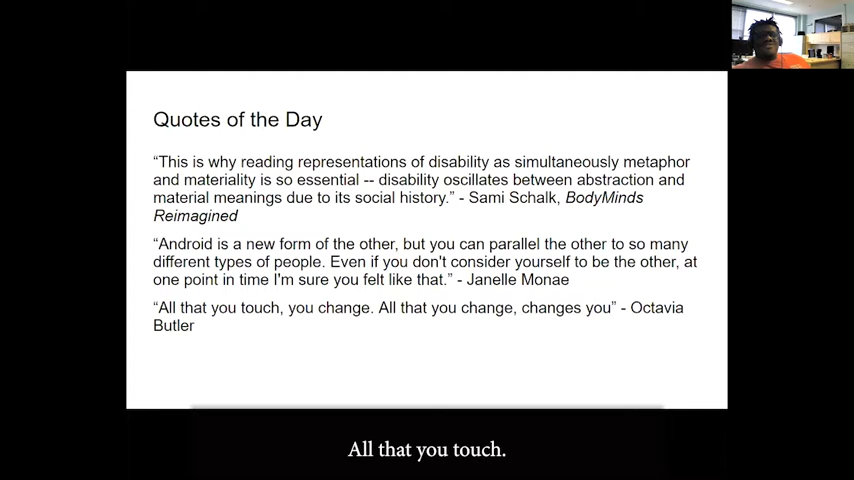 Quotes of the Day
“This is why reading representations of disability as simultaneously metaphor
and materiality is so essential -- disability oscillates between abstraction and
material meanings due to its social history.” - Sami Schalk, BodyMinds
Reimagined
“Android is a new form of the other, but you can parallel the other to so many
different types of people. Even if you don't consider yourself to be the other, at
one point in time I'm sure you felt like that.” - Janelle Monae
“All that you touch, you change. All that you change, changes you” - Octavia
Butler
All that you touch.